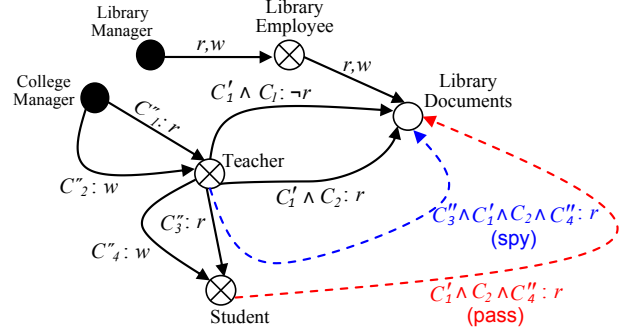 Library
Manager
Library
Employee
r,w
r,w
College
Manager
Library
Documents
C''₁: r
C'₁ ∧ C_l: ¬r
Teacher
C''₂: w
C'₁ ∧ C₂: r
C''₃: r
C''₃ ∧ C'₁ ∧ C₂ ∧ C''₄: r
(spy)
C''₄: w
C'₁ ∧ C₂ ∧ C''₄: r
(pass)
Student